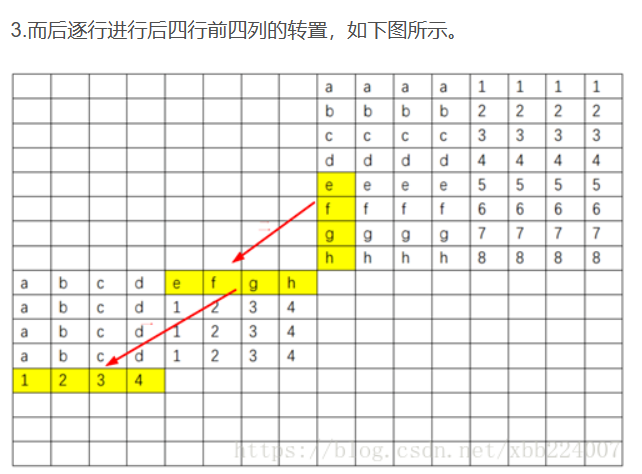 3.而后逐行进行后四行前四列的转置，如下图所示。
a a a a 1 1 1 1
b b b b 2 2 2 2
c c c c 3 3 3 3
d d d d 4 4 4 4
e e e e 5 5 5 5
f f f f 6 6 6 6
g g g g 7 7 7 7
h h h h 8 8 8 8
二
a b c d e f g h
a b c d 1 2 3 4
a b c d 1 2 3 4
a b c d 1 2 3 4
一
1 2 3 4
https://blog.csdn.net/xbb224007